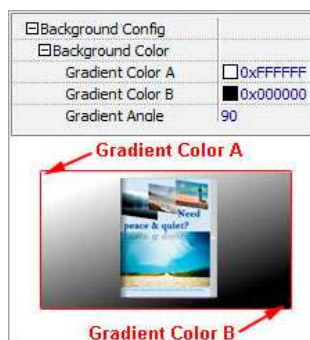 Background Config
Background Color
Gradient Color A 0xFFFFFF
Gradient Color B 0x000000
Gradient Angle 90
Gradient Color A
Need
peace & quiet?
Gradient Color B